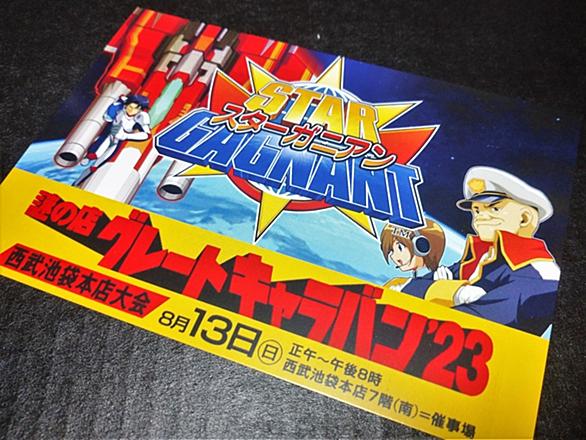 STAR
スターガニアン
GAGNANT
謎の店 グレートキャラバン'23
西武池袋本店大会
8月13日(日) 正午〜午後8時
西武池袋本店7階(南)=催事場